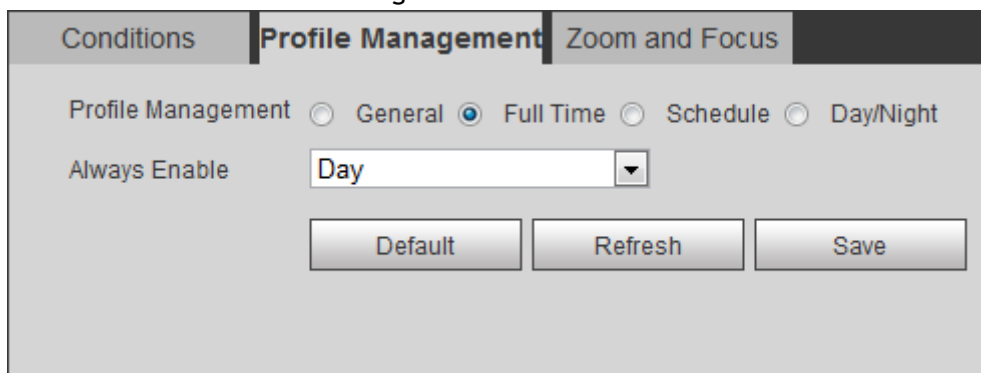 Conditions Profile Management Zoom and Focus
Profile Management General Full Time Schedule Day/Night
Always Enable Day
Default Refresh Save